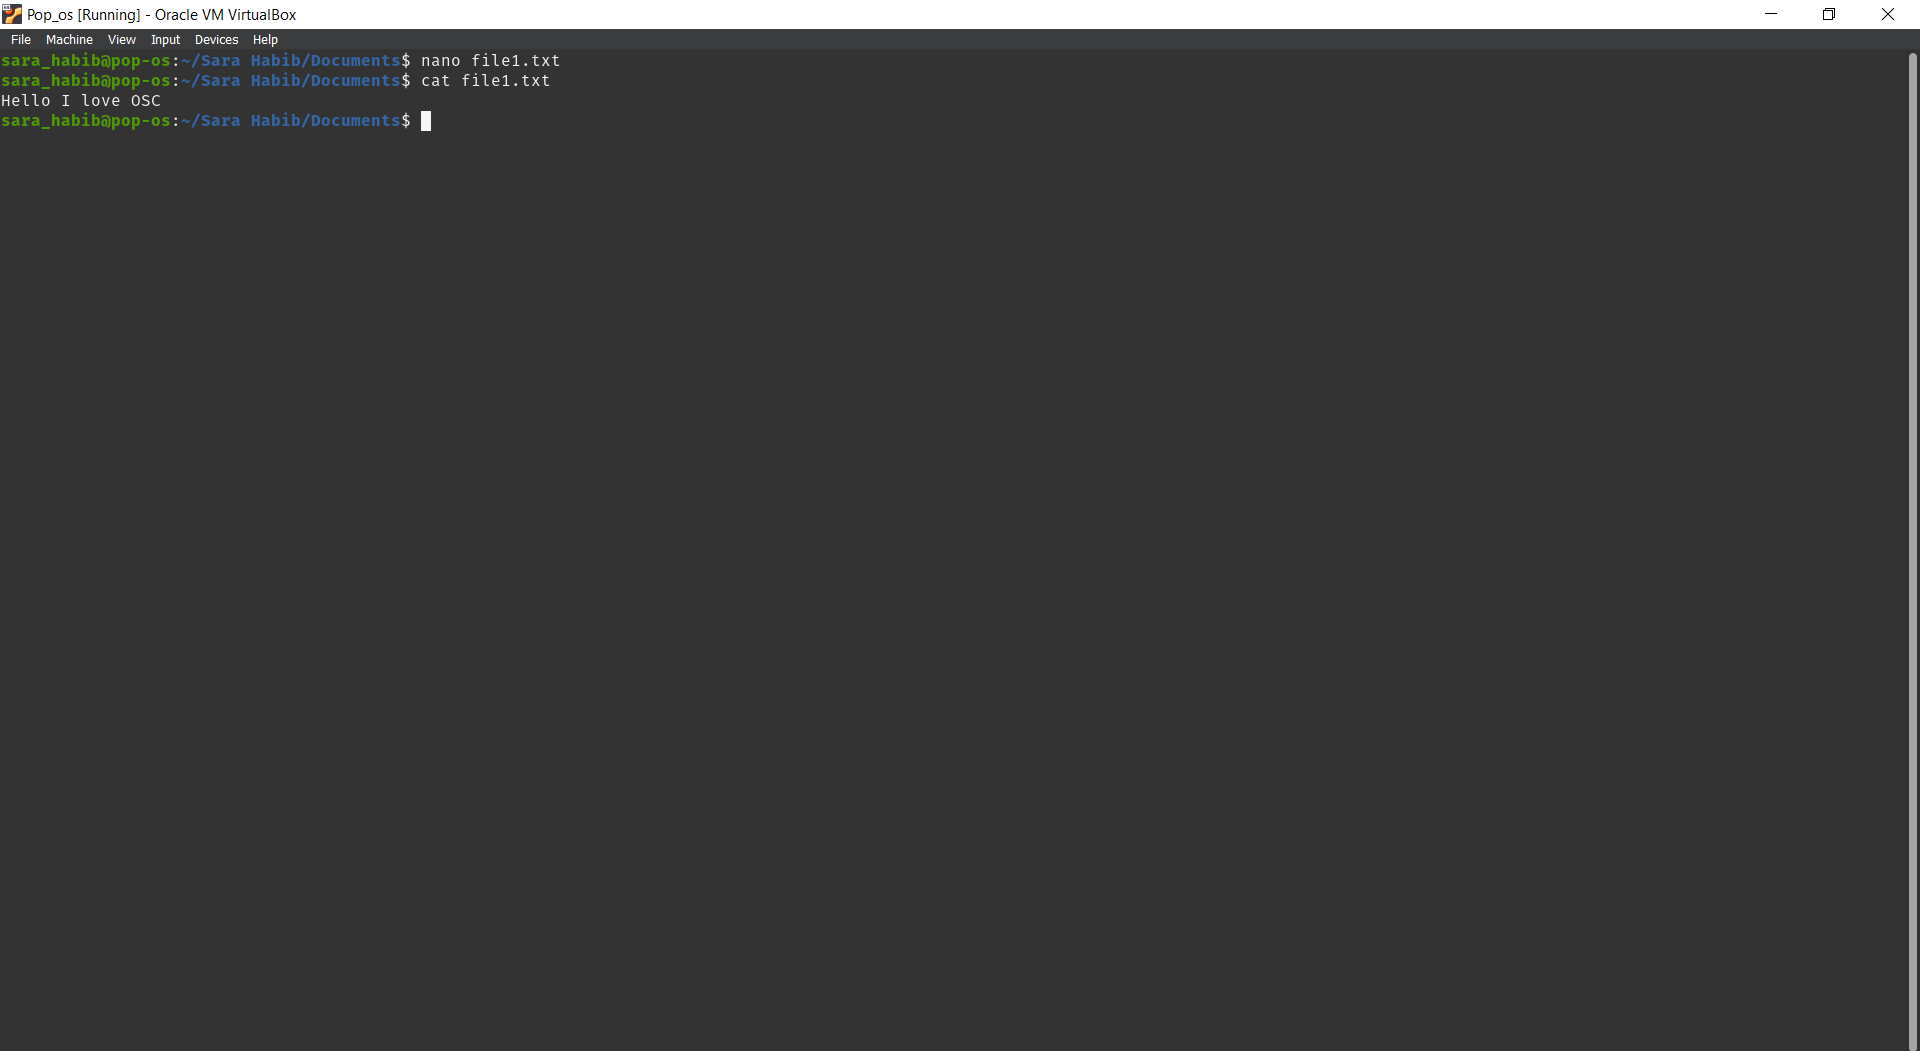 Pop_os [Running] - Oracle VM VirtualBox
File Machine View Input Devices Help
sara_habib@pop-os:~/Sara Habib/Documents$ nano file1.txt
sara_habib@pop-os:~/Sara Habib/Documents$ cat file1.txt
Hello I love OSC
sara_habib@pop-os:~/Sara Habib/Documents$